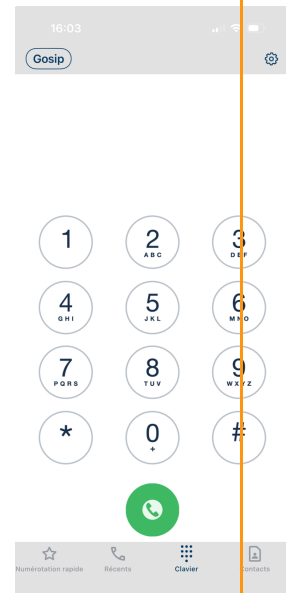 16:03
Gosip
1 2 3
ABC DEF
4 5 6
GHI JKL MNO
7 8 9
PQRS TUV WXYZ
* 0 #
+
Numérotation rapide Récents Clavier Contacts